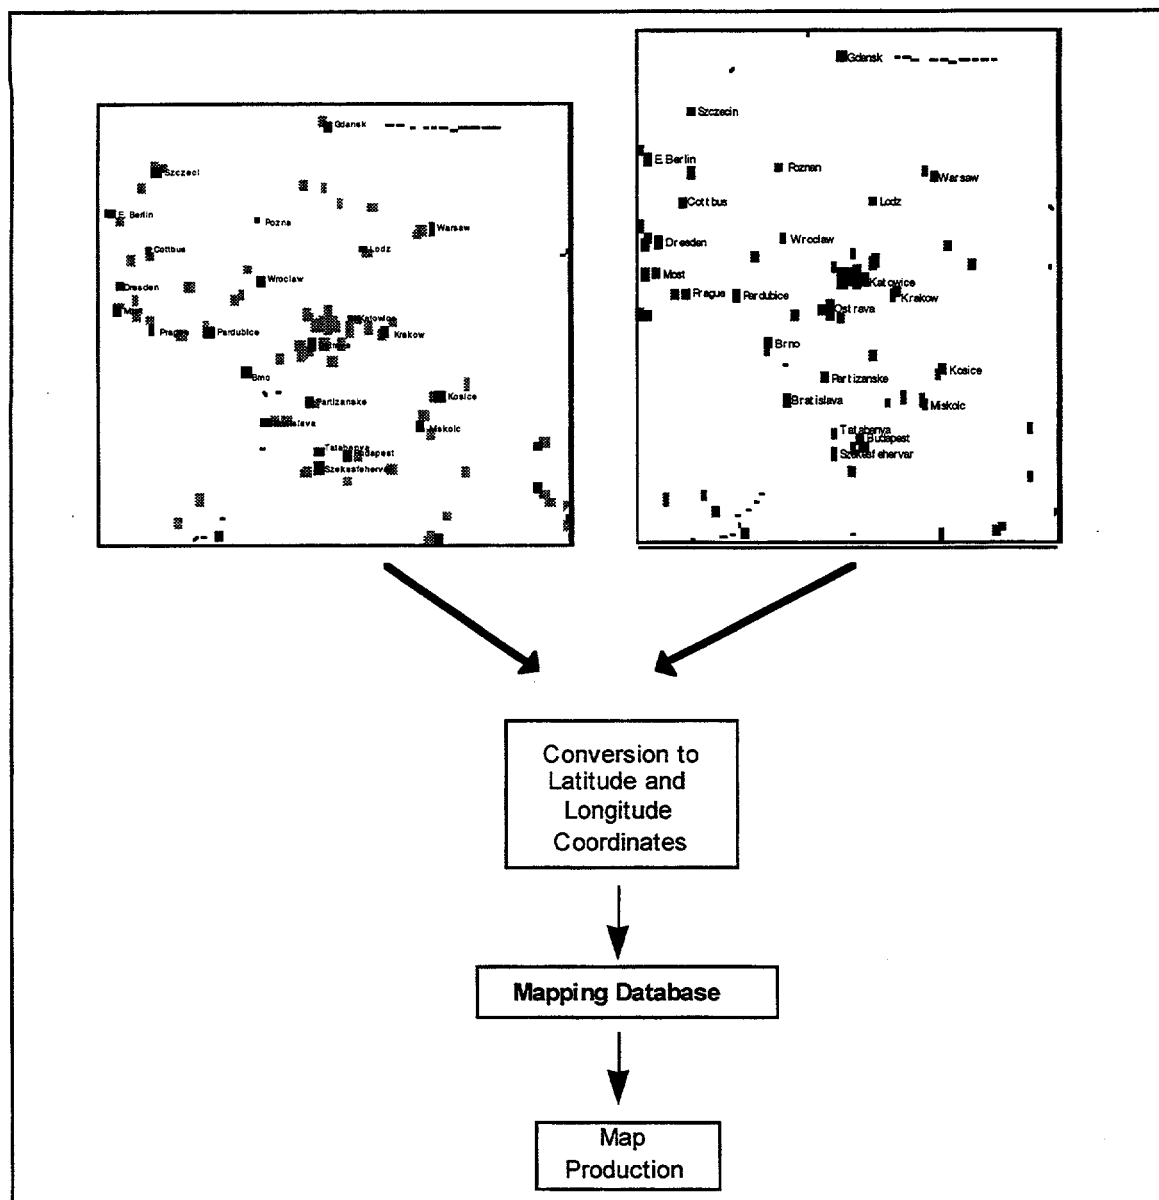 Gdansk
Szczeci
E. Berlin
Pozna
Warsaw
Cottbus
Lodz
Wroclaw
Dresden
Katowice
Prague
Pardubice
Krakow
Brno
Partizanske
Kosice
Miskolc
Tatabanya
Budapest
Szekesfehervar
Gdansk
Szczecin
E. Berlin
Poznan
Warsaw
Cottbus
Lodz
Wroclaw
Dresden
Most
Katowice
Prague
Pardubice
Krakow
Ostrava
Brno
Partizanske
Kosice
Bratislava
Miskolc
Tatabanya
Budapest
Szekesfehervar
Conversion to
Latitude and
Longitude
Coordinates
Mapping Database
Map
Production